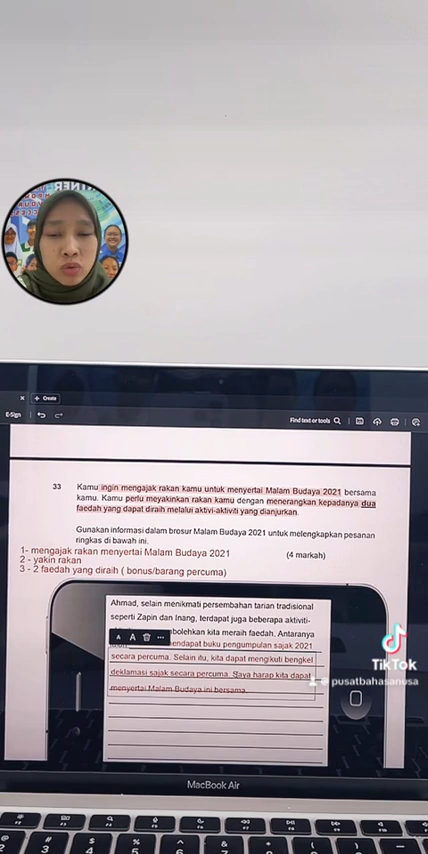 Create
E-Sign
Find text or tools
33 Kamu ingin mengajak rakan kamu untuk menyertai Malam Budaya 2021 bersama
kamu. Kamu perlu meyakinkan rakan kamu dengan menerangkan kepadanya dua
faedah yang dapat diraih melalui aktivi-aktiviti yang dianjurkan.
Gunakan informasi dalam brosur Malam Budaya 2021 untuk melengkapkan pesanan
ringkas di bawah ini.
(4 markah)
1- mengajak rakan menyertai Malam Budaya 2021
2 - yakin rakan
3 - 2 faedah yang diraih ( bonus/barang percuma)
Ahmad, selain menikmati persembahan tarian tradisional
seperti Zapin dan Inang, terdapat juga beberapa aktiviti-
bolehkan kita meraih faedah. Antaranya
mendapat buku pengumpulan sajak 2021
secara percuma. Selain itu, kita dapat mengikuti bengkel
deklamasi sajak secara percuma. Saya harap kita dapat
menyertai Malam Budaya ini bersama.
TikTok
@pusatbahasanusa
MacBook Air